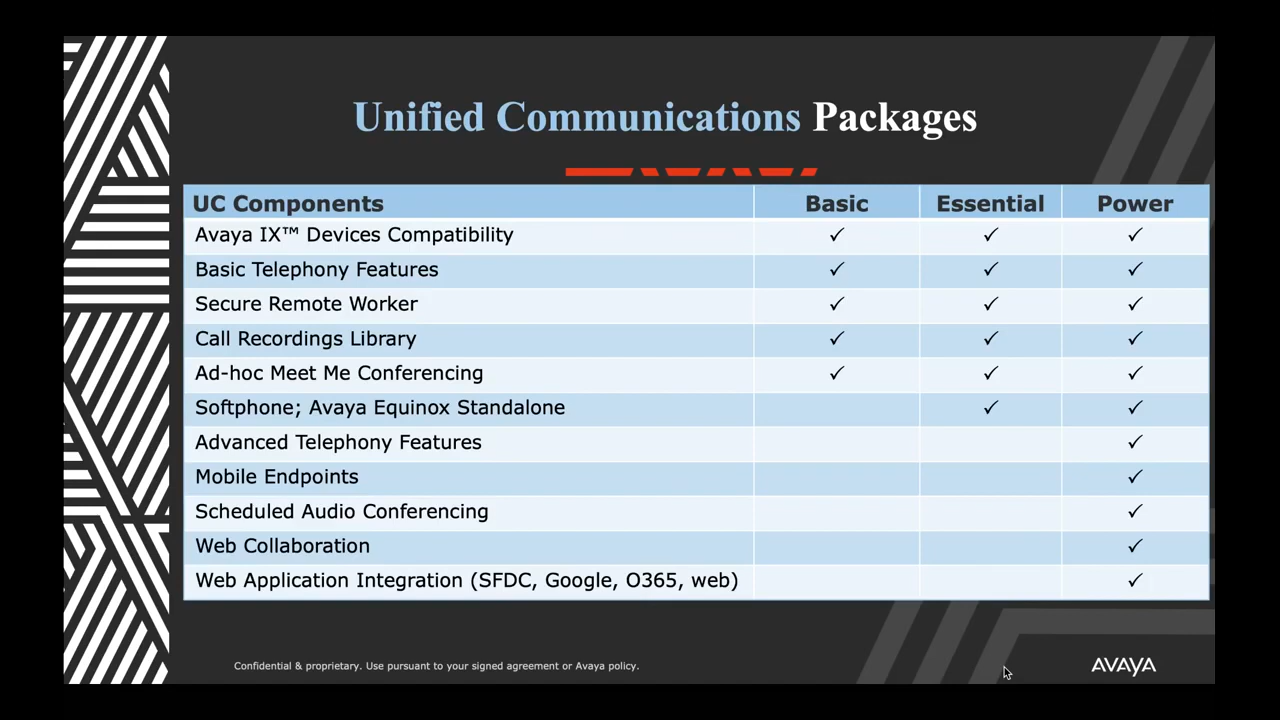 Unified Communications Packages
UC Components Basic Essential Power
Avaya IX™ Devices Compatibility ✓ ✓ ✓
Basic Telephony Features ✓ ✓ ✓
Secure Remote Worker ✓ ✓ ✓
Call Recordings Library ✓ ✓ ✓
Ad-hoc Meet Me Conferencing ✓ ✓ ✓
Softphone; Avaya Equinox Standalone ✓ ✓
Advanced Telephony Features ✓
Mobile Endpoints ✓
Scheduled Audio Conferencing ✓
Web Collaboration ✓
Web Application Integration (SFDC, Google, O365, web) ✓
Confidential & proprietary. Use pursuant to your signed agreement or Avaya policy.
AVAYA